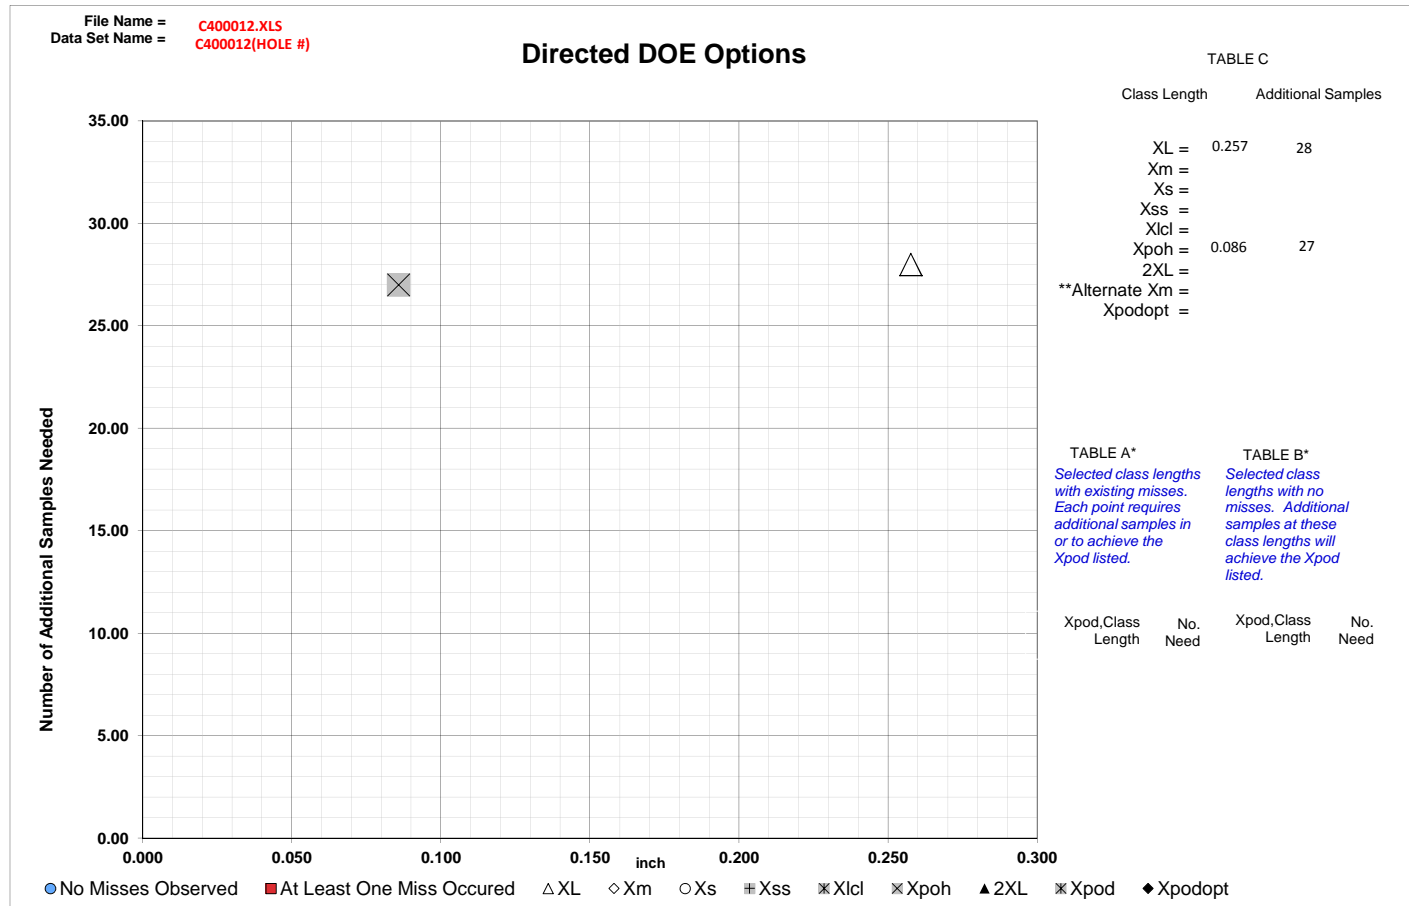 File Name = C400012.XLS
Data Set Name = C400012(HOLE #)
Directed DOE Options
TABLE C
Class Length Additional Samples
XL = 0.257 28
Xm =
Xs =
Xss =
Xlcl =
Xpoh = 0.086 27
2XL =
**Alternate Xm =
Xpodopt =
TABLE A*
Selected class lengths
with existing misses.
Each point requires
additional samples in
or to achieve the
Xpod listed.
Xpod,Class No.
Length Need
TABLE B*
Selected class
lengths with no
misses. Additional
samples at these
class lengths will
achieve the Xpod
listed.
Xpod,Class No.
Length Need
Number of Additional Samples Needed
35.00
30.00
25.00
20.00
15.00
10.00
5.00
0.00
0.000 0.050 0.100 0.150 0.200 0.250 0.300
inch
No Misses Observed At Least One Miss Occured XL Xm Xs Xss Xlcl Xpoh 2XL Xpod Xpodopt